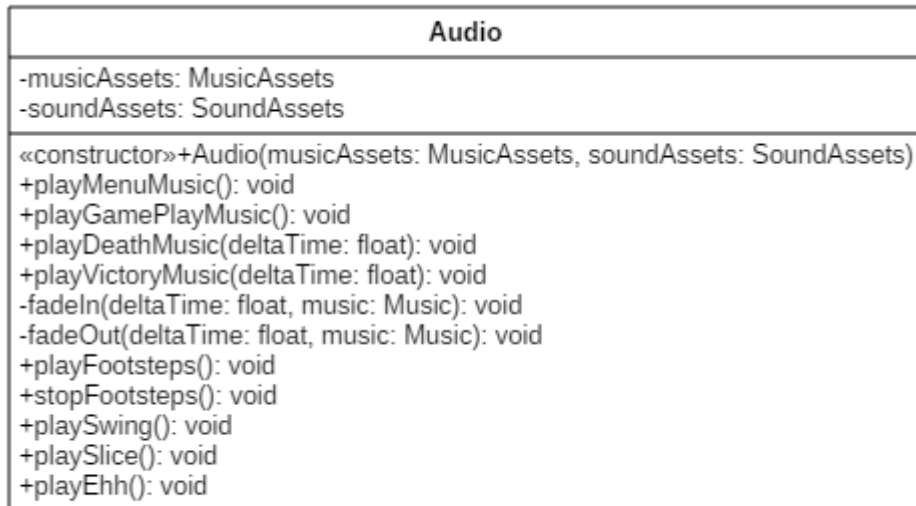 Audio
-musicAssets: MusicAssets
-soundAssets: SoundAssets
«constructor»+Audio(musicAssets: MusicAssets, soundAssets: SoundAssets)
+playMenuMusic(): void
+playGamePlayMusic(): void
+playDeathMusic(deltaTime: float): void
+playVictoryMusic(deltaTime: float): void
-fadeIn(deltaTime: float, music: Music): void
-fadeOut(deltaTime: float, music: Music): void
+playFootsteps(): void
+stopFootsteps(): void
+playSwing(): void
+playSlice(): void
+playEhh(): void